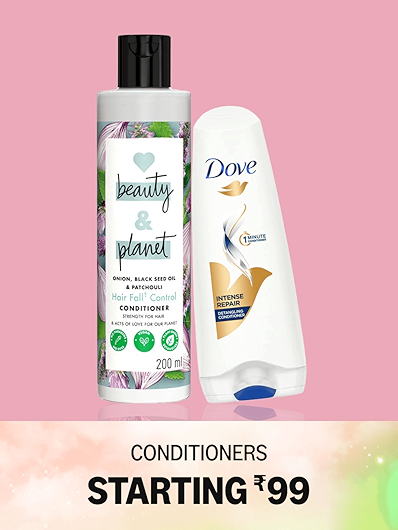 beauty
&
planet
ONION, BLACK SEED OIL
& PATCHOULI
Hair Fall† Control
CONDITIONER
STRENGTH FOR HAIR
& ACTS OF LOVE FOR OUR PLANET
200 ml
Dove
1 MINUTE
CONDITIONER
INTENSE
REPAIR
DETANGLING
CONDITIONER
CONDITIONERS
STARTING ₹99